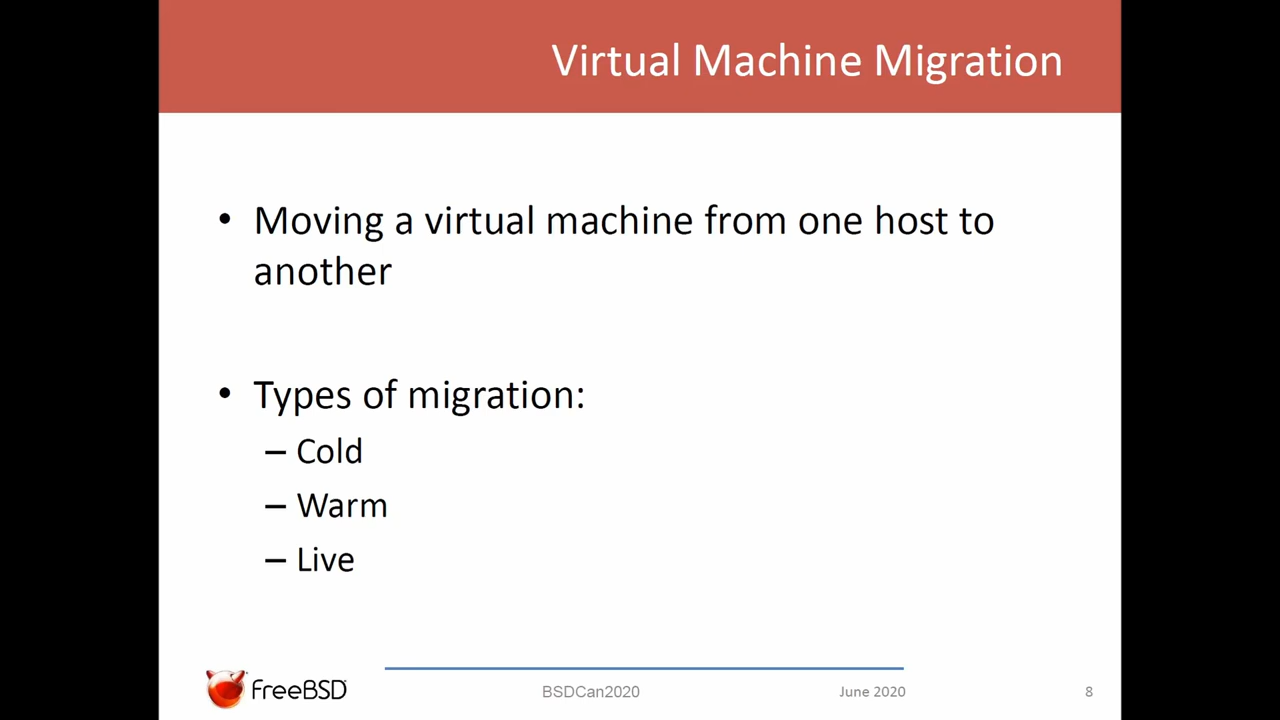 Virtual Machine Migration
• Moving a virtual machine from one host to
another
• Types of migration:
– Cold
– Warm
– Live
FreeBSD
BSDCan2020
June 2020
8